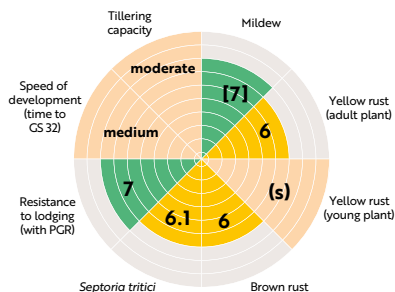 Tillering
capacity
Mildew
moderate
[7]
Speed of
development
(time to
GS 32)
medium
6
Yellow rust
(adult plant)
7
(s)
Yellow rust
(young plant)
Resistance
to lodging
(with PGR)
6.1
6
Septoria tritici
Brown rust